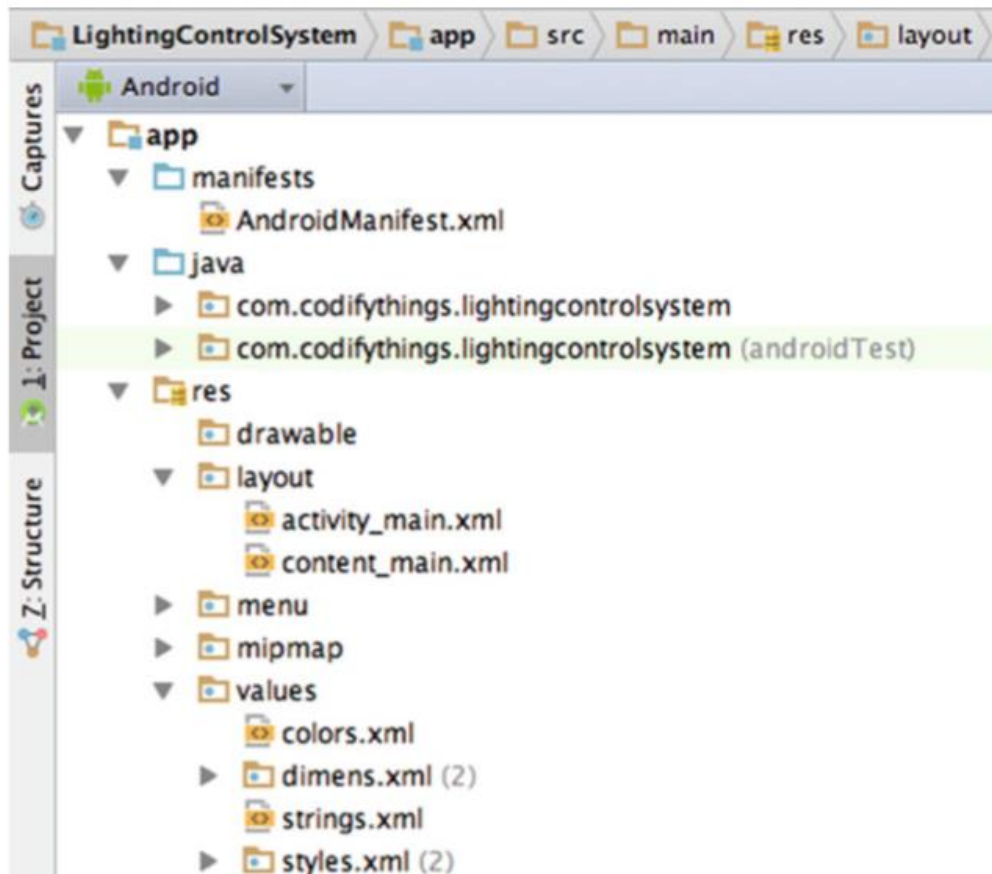 LightingControlSystem app src main res layout
Captures
1: Project
Z: Structure
Android
app
manifests
AndroidManifest.xml
java
com.codifythings.lightingcontrolsystem
com.codifythings.lightingcontrolsystem (androidTest)
res
drawable
layout
activity_main.xml
content_main.xml
menu
mipmap
values
colors.xml
dimens.xml (2)
strings.xml
styles.xml (2)